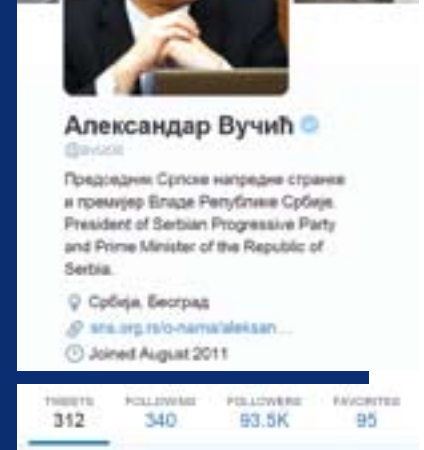 Александар Вучић
@avucic
Председник Српске напредне странке
и премијер Владе Републике Србије.
President of Serbian Progressive Party
and Prime Minister of the Republic of
Serbia.
Србија, Београд
sns.org.rs/o-nama/aleksan...
Joined August 2011
TWEETS FOLLOWING FOLLOWERS FAVORITES
312 340 93.5K 95